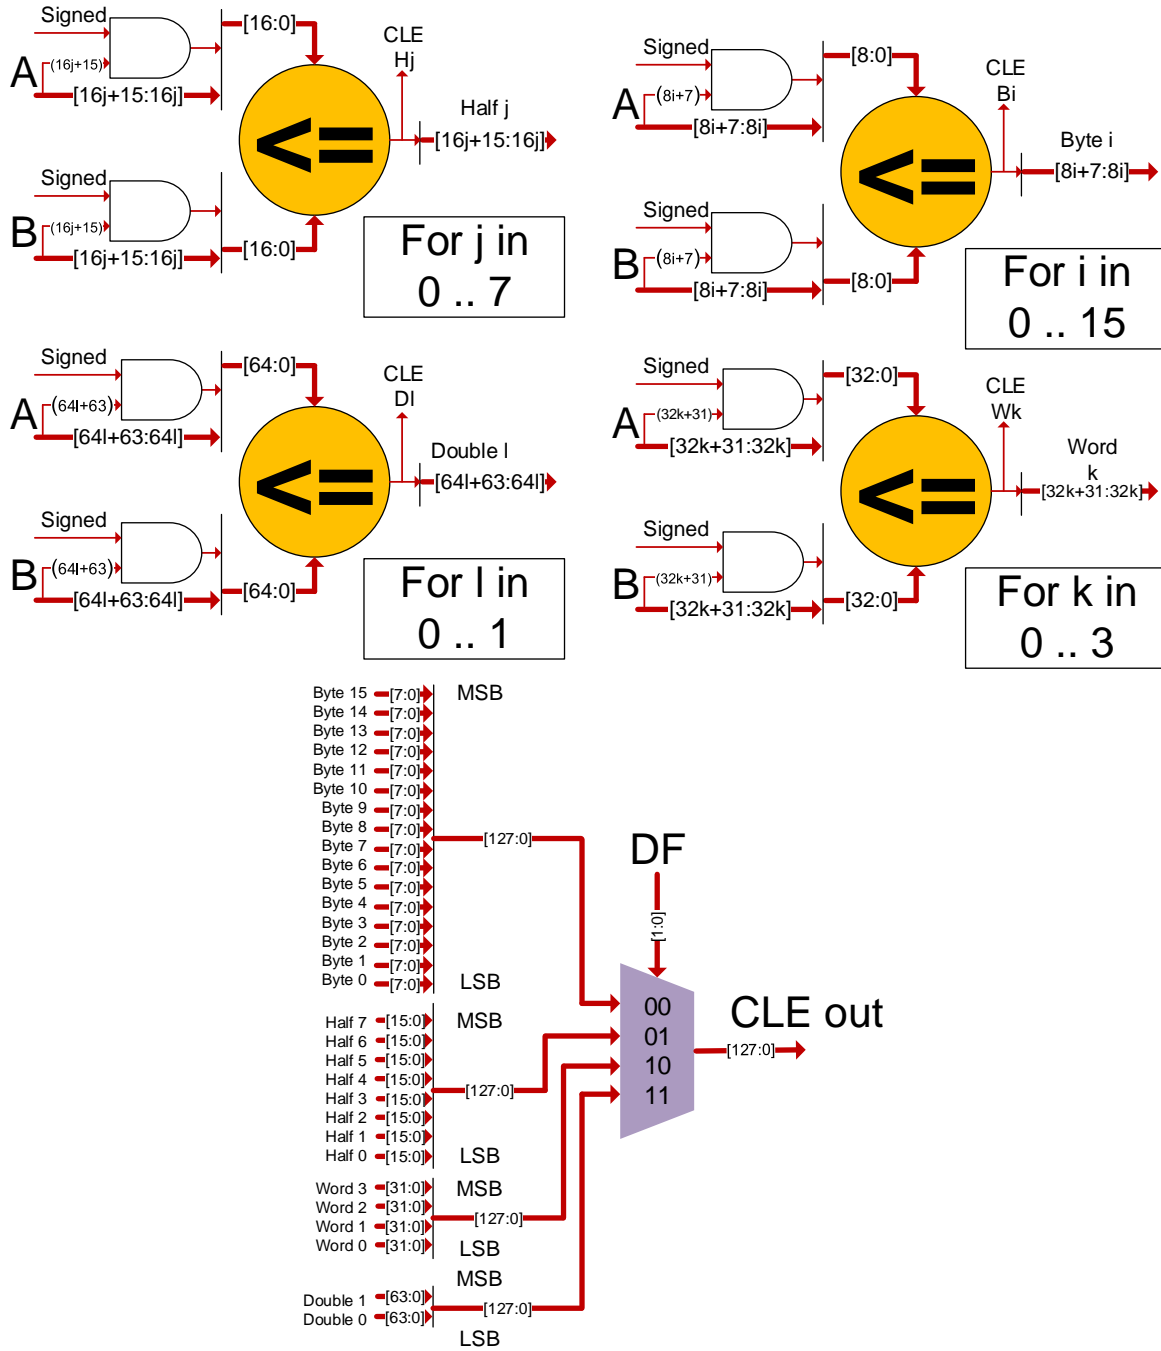 Signed
(16j+15)
A
[16j+15:16j]
[16:0]
CLE
Hj
Half j
[16j+15:16j]
<=
Signed
(16j+15)
B
[16j+15:16j]
[16:0]
For j in
0 .. 7
Signed
(8i+7)
A
[8i+7:8i]
[8:0]
CLE
Bi
Byte i
[8i+7:8i]
<=
Signed
(8i+7)
B
[8i+7:8i]
[8:0]
For i in
0 .. 15
Signed
(64l+63)
A
[64l+63:64l]
[64:0]
CLE
Dl
Double l
[64l+63:64l]
<=
Signed
(64l+63)
B
[64l+63:64l]
[64:0]
For l in
0 .. 1
Signed
(32k+31)
A
[32k+31:32k]
[32:0]
CLE
Wk
Word
k
[32k+31:32k]
<=
Signed
(32k+31)
B
[32k+31:32k]
[32:0]
For k in
0 .. 3
Byte 15 [7:0] MSB
Byte 14 [7:0]
Byte 13 [7:0]
Byte 12 [7:0]
Byte 11 [7:0]
Byte 10 [7:0]
Byte 9 [7:0]
Byte 8 [7:0]
[127:0]
Byte 7 [7:0]
Byte 6 [7:0]
Byte 5 [7:0]
Byte 4 [7:0]
Byte 3 [7:0]
Byte 2 [7:0]
Byte 1 [7:0]
Byte 0 [7:0] LSB
Half 7 [15:0] MSB
Half 6 [15:0]
Half 5 [15:0]
Half 4 [15:0]
[127:0]
Half 3 [15:0]
Half 2 [15:0]
Half 1 [15:0]
Half 0 [15:0] LSB
Word 3 [31:0] MSB
Word 2 [31:0]
[127:0]
Word 1 [31:0]
Word 0 [31:0] LSB
MSB
Double 1 [63:0]
[127:0]
Double 0 [63:0]
LSB
DF
[1:0]
00
01
10
11
CLE out
[127:0]